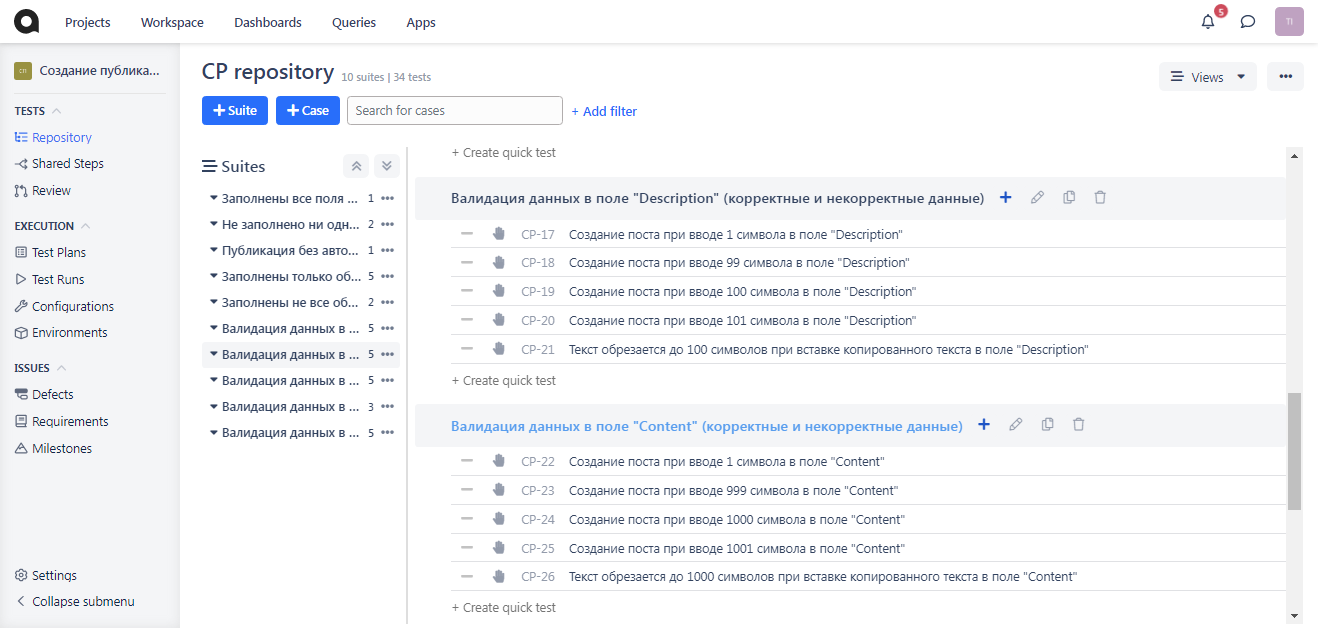 Projects Workspace Dashboards Queries Apps 5 TI
СП Создание публика...
TESTS
Repository
Shared Steps
Review
EXECUTION
Test Plans
Test Runs
Configurations
Environments
ISSUES
Defects
Requirements
Milestones
Settings
Collapse submenu
CP repository 10 suites | 34 tests
Views
+ Suite + Case Search for cases + Add filter
Suites
Заполнены все поля ... 1
Не заполнено ни одн... 2
Публикация без авто... 1
Заполнены только об... 5
Заполнены не все об... 2
Валидация данных в ... 5
Валидация данных в ... 5
Валидация данных в ... 5
Валидация данных в ... 3
Валидация данных в ... 5
+ Create quick test
Валидация данных в поле "Description" (корректные и некорректные данные)
CP-17 Создание поста при вводе 1 символа в поле "Description"
CP-18 Создание поста при вводе 99 символа в поле "Description"
CP-19 Создание поста при вводе 100 символа в поле "Description"
CP-20 Создание поста при вводе 101 символа в поле "Description"
CP-21 Текст обрезается до 100 символов при вставке копированного текста в поле "Description"
+ Create quick test
Валидация данных в поле "Content" (корректные и некорректные данные)
CP-22 Создание поста при вводе 1 символа в поле "Content"
CP-23 Создание поста при вводе 999 символа в поле "Content"
CP-24 Создание поста при вводе 1000 символа в поле "Content"
CP-25 Создание поста при вводе 1001 символа в поле "Content"
CP-26 Текст обрезается до 1000 символов при вставке копированного текста в поле "Content"
+ Create quick test